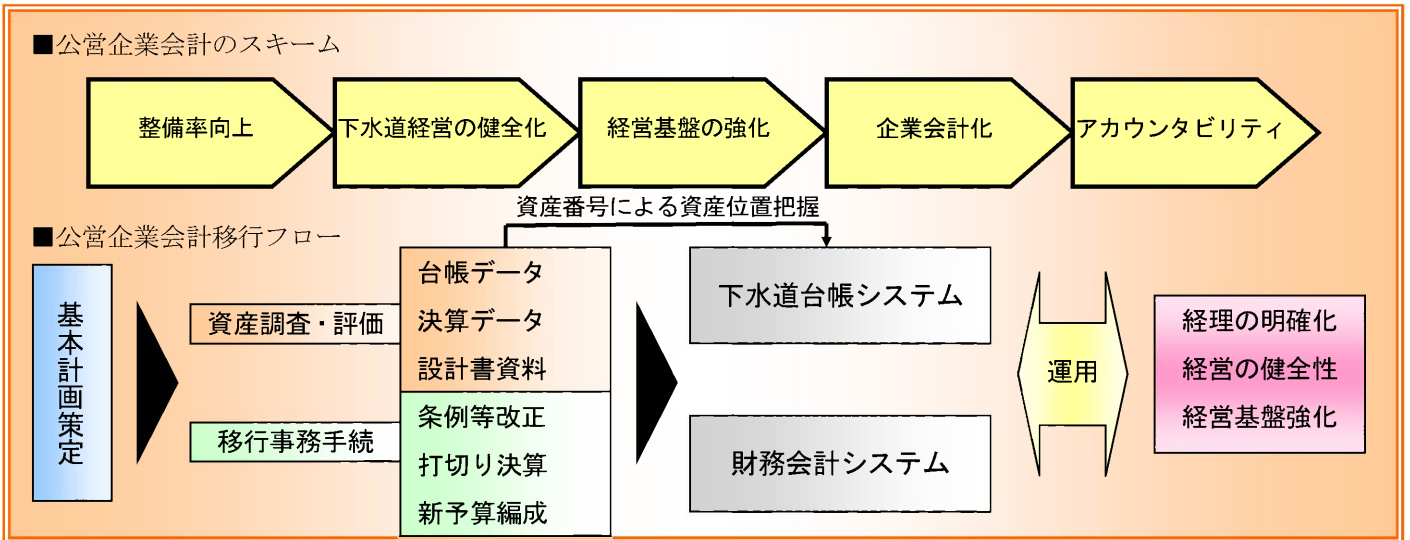 ■公営企業会計のスキーム
整備率向上
下水道経営の健全化
経営基盤の強化
企業会計化
アカウンタビリティ
資産番号による資産位置把握
■公営企業会計移行フロー
基本計画策定
資産調査・評価
移行事務手続
台帳データ
決算データ
設計書資料
条例等改正
打切り決算
新予算編成
下水道台帳システム
財務会計システム
運用
経理の明確化
経営の健全性
経営基盤強化